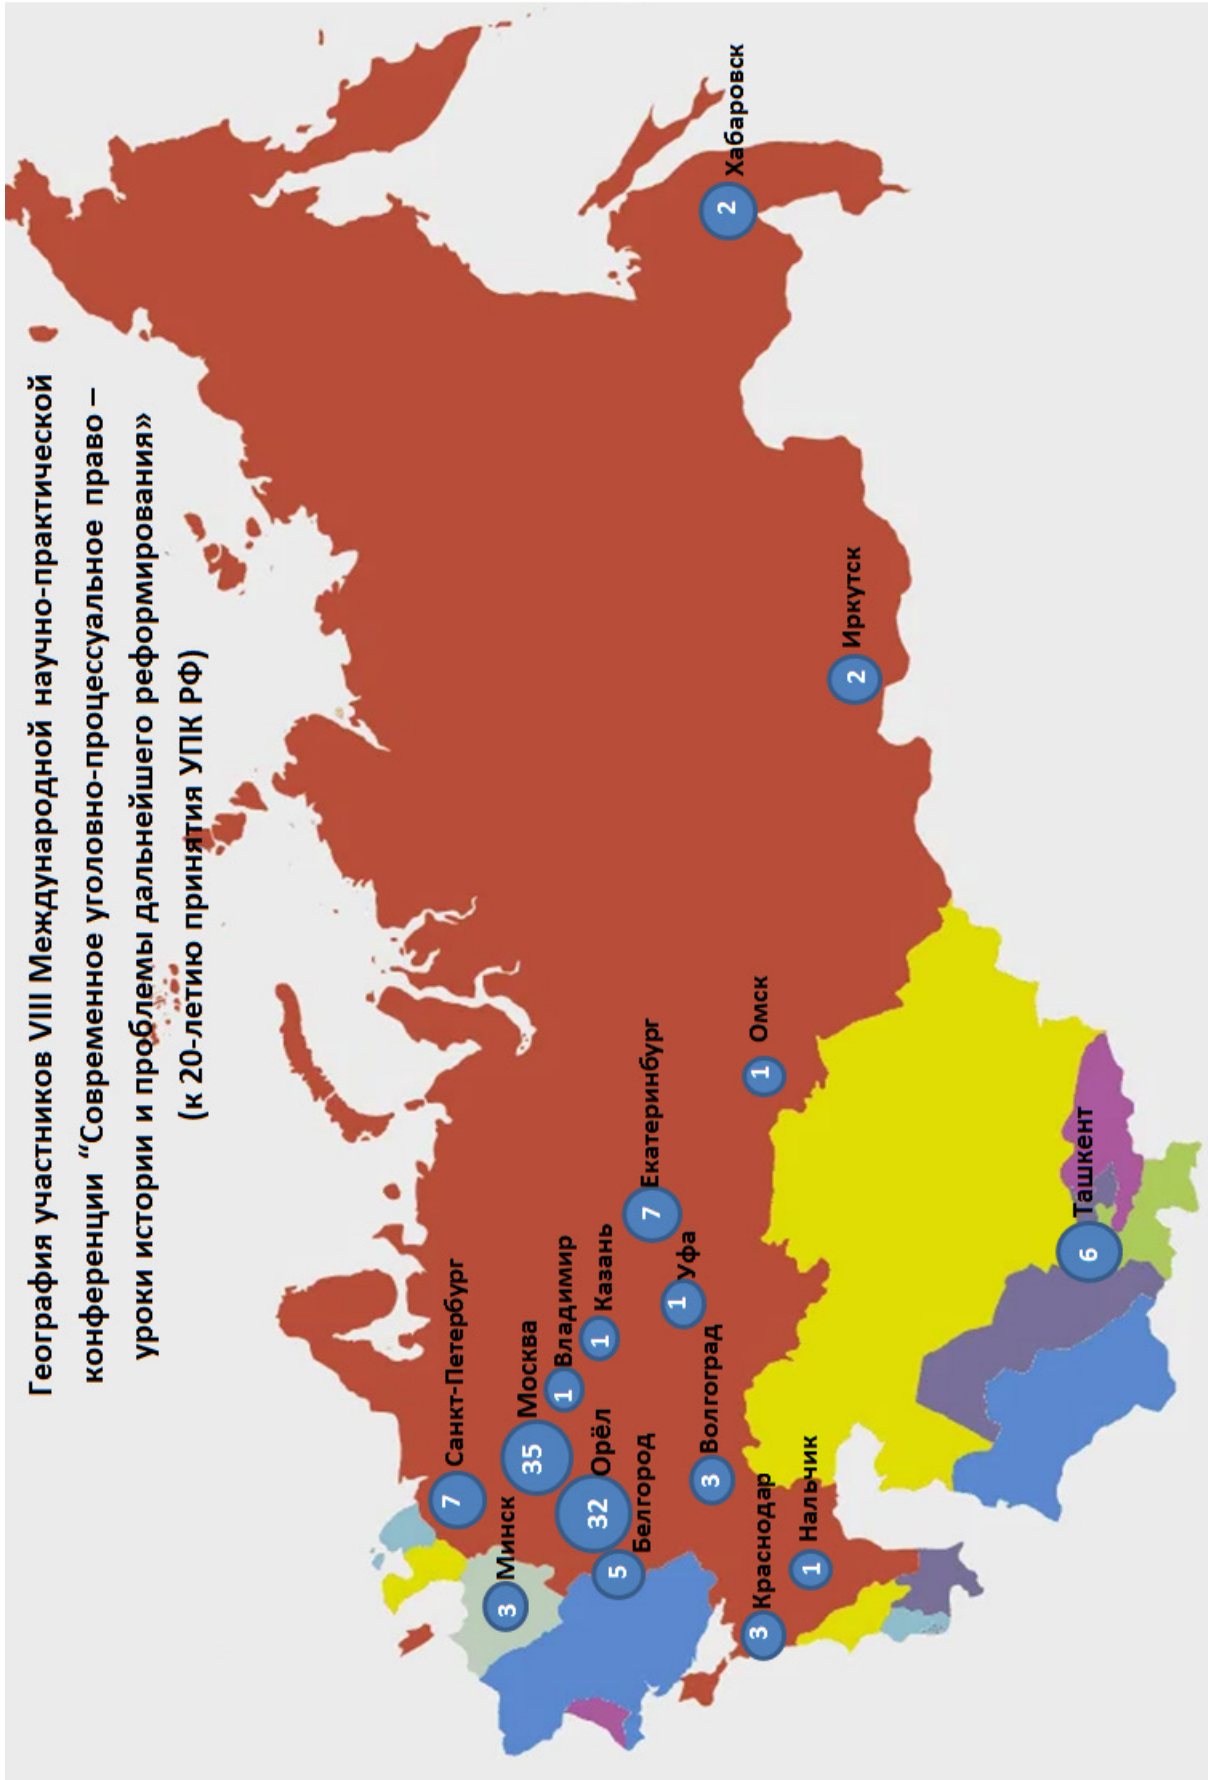 География участников VIII Международной научно-практической
конференции “Современное уголовно-процессуальное право –
уроки истории и проблемы дальнейшего реформирования»
(к 20-летию принятия УПК РФ)
7 Санкт-Петербург
3 Минск
35 Москва
1 Владимир
32 Орёл
1 Казань
5 Белгород
7 Екатеринбург
1 Уфа
3 Волгоград
2 Хабаровск
3 Краснодар
1 Омск
1 Нальчик
2 Иркутск
6 Ташкент